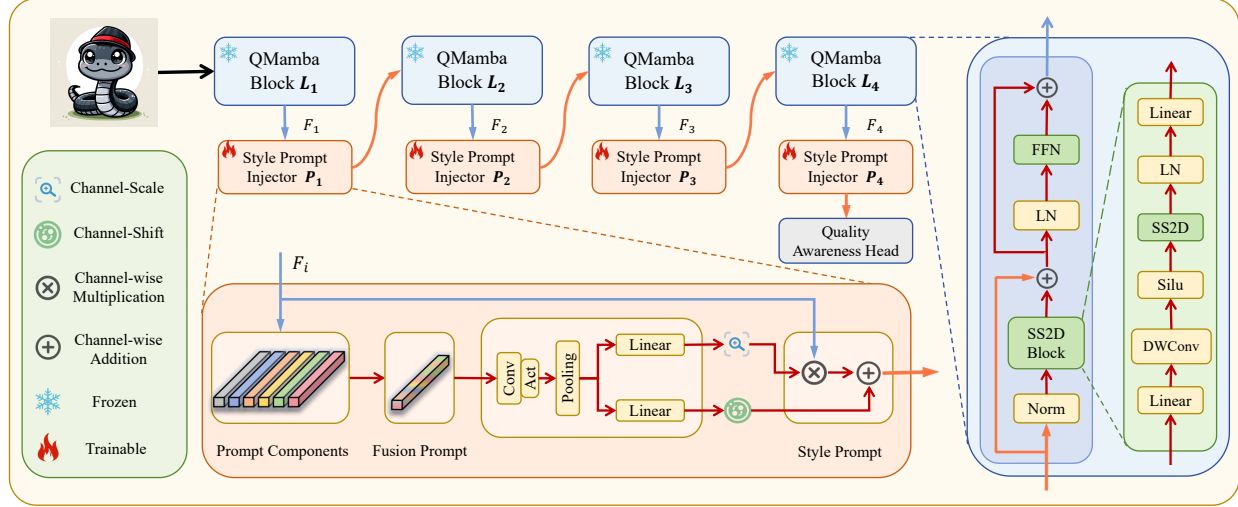 QMamba
Block L1
QMamba
Block L2
QMamba
Block L3
QMamba
Block L4
F1
F2
F3
F4
Style Prompt
Injector P1
Style Prompt
Injector P2
Style Prompt
Injector P3
Style Prompt
Injector P4
Quality
Awareness Head
Channel-Scale
Channel-Shift
Channel-wise
Multiplication
Channel-wise
Addition
Frozen
Trainable
Fi
Conv
Act
Pooling
Linear
Linear
Prompt Components
Fusion Prompt
Style Prompt
FFN
LN
SS2D
Block
Norm
Linear
LN
SS2D
Silu
DWConv
Linear